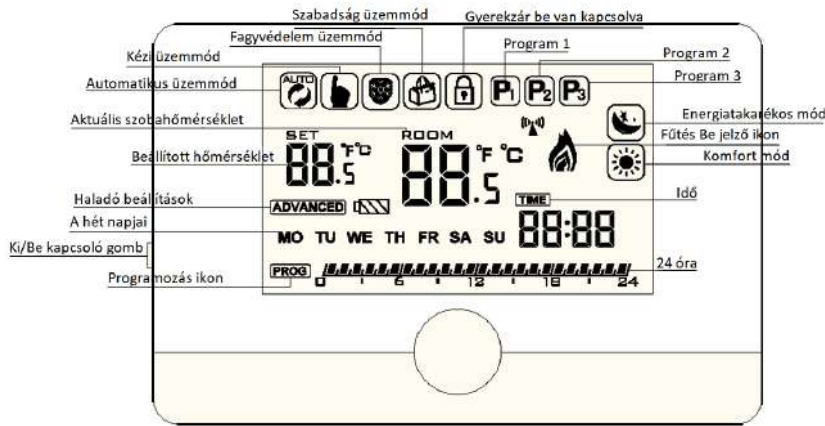 Szabadság üzemmód
Gyerekzár be van kapcsolva
Fagyvédelem üzemmód
Kézi üzemmód
Program 1
Program 2
Automatikus üzemmód
Program 3
AUTO
P1 P2 P3
Aktuális szobahőmérséklet
Energiatakarékos mód
SET ROOM
Fűtés Be jelző ikon
°F °C °F °C
Beállított hőmérséklet
88.5 88.5
Komfort mód
Haladó beállítások
ADVANCED
TIME
Idő
A hét napjai
MO TU WE TH FR SA SU 88:88
Ki/Be kapcsoló gomb
PROG
24 óra
Programozás ikon
0 6 12 18 24